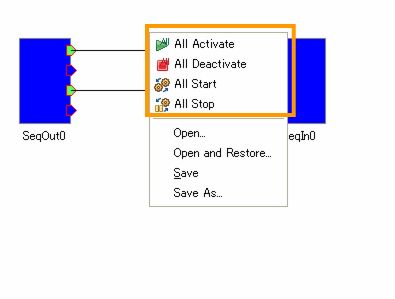 All Activate
All Deactivate
All Start
All Stop
Open...
Open and Restore...
Save
Save As...
SeqOut0
eqIn0